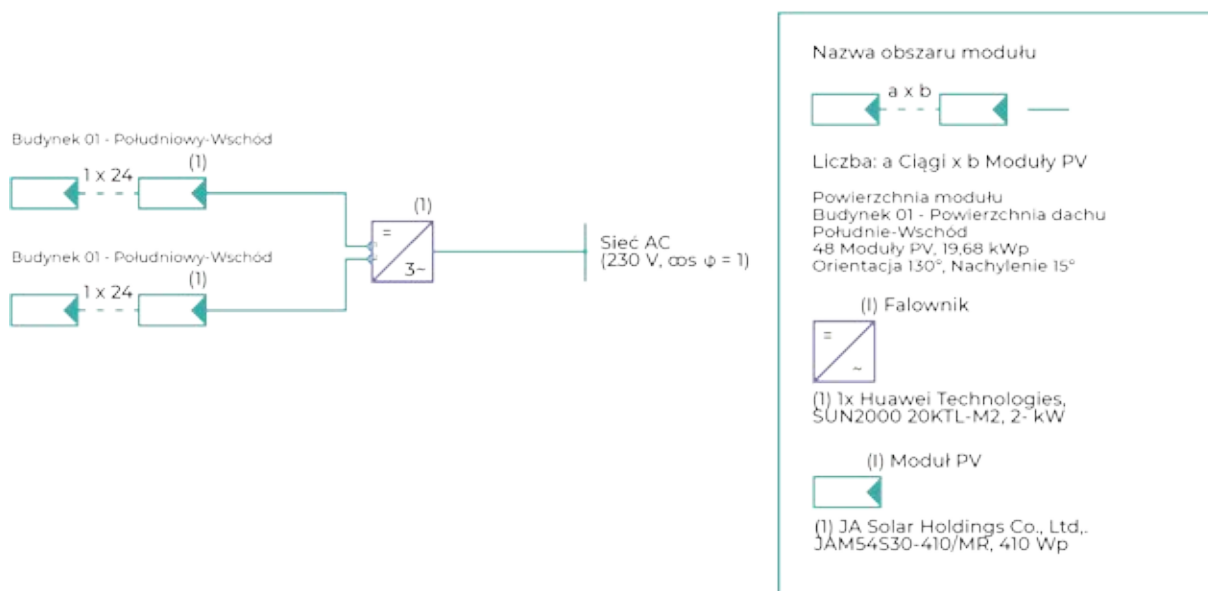 Budynek 01 - Południowy-Wschód
1 x 24
(1)
Budynek 01 - Południowy-Wschód
1 x 24
(1)
(1)
=
3~
Sieć AC
(230 V, cos φ = 1)
Nazwa obszaru modułu
a x b
Liczba: a Ciągi x b Moduły PV
Powierzchnia modułu
Budynek 01 - Powierzchnia dachu
Południe-Wschód
48 Moduły PV, 19,68 kWp
Orientacja 130°, Nachylenie 15°
(I) Falownik
=
~
(1) 1x Huawei Technologies,
SUN2000 20KTL-M2, 2- kW
(I) Moduł PV
(1) JA Solar Holdings Co., Ltd,.
JAM54S30-410/MR, 410 Wp